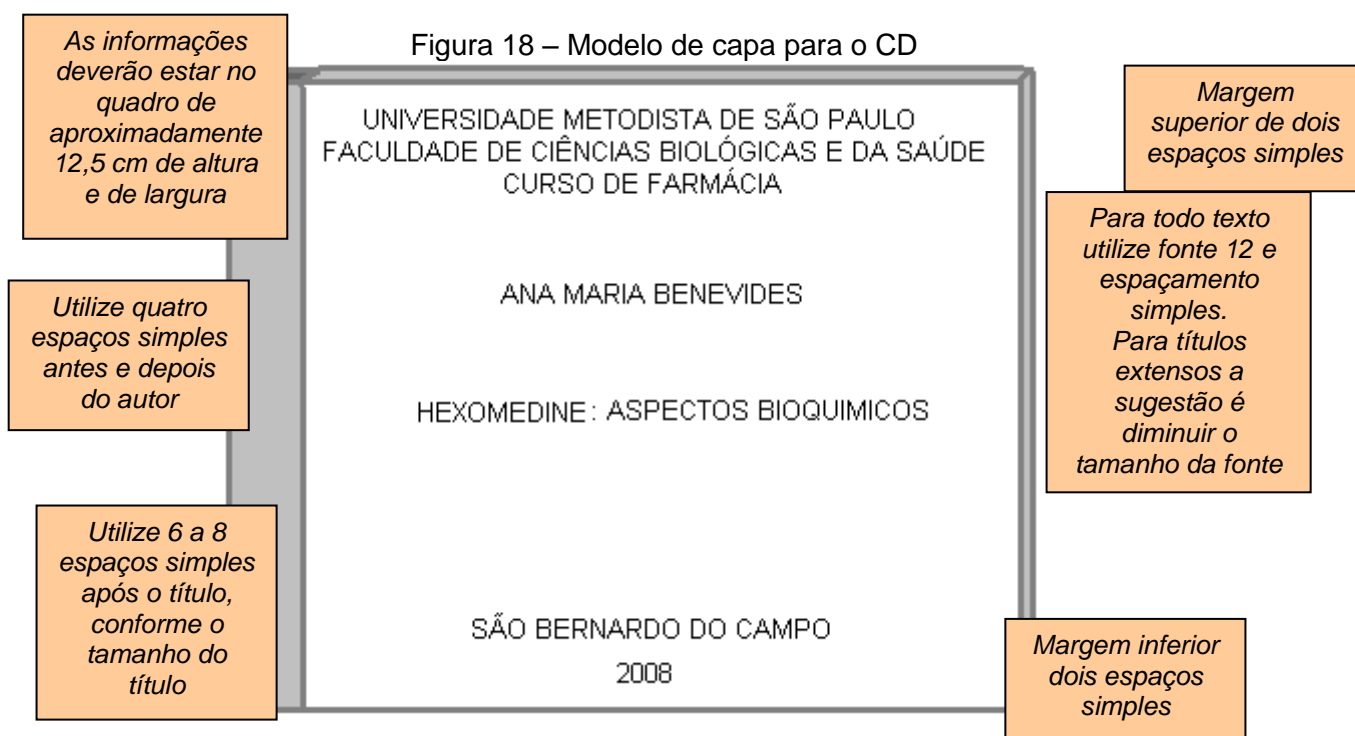 Figura 18 – Modelo de capa para o CD
As informações
deverão estar no
quadro de
aproximadamente
12,5 cm de altura
e de largura
Utilize quatro
espaços simples
antes e depois
do autor
Utilize 6 a 8
espaços simples
após o título,
conforme o
tamanho do
título
UNIVERSIDADE METODISTA DE SÃO PAULO
FACULDADE DE CIÊNCIAS BIOLÓGICAS E DA SAÚDE
CURSO DE FARMÁCIA
ANA MARIA BENEVIDES
HEXOMEDINE: ASPECTOS BIOQUIMICOS
SÃO BERNARDO DO CAMPO
2008
Margem
superior de dois
espaços simples
Para todo texto
utilize fonte 12 e
espaçamento
simples.
Para títulos
extensos a
sugestão é
diminuir o
tamanho da fonte
Margem inferior
dois espaços
simples